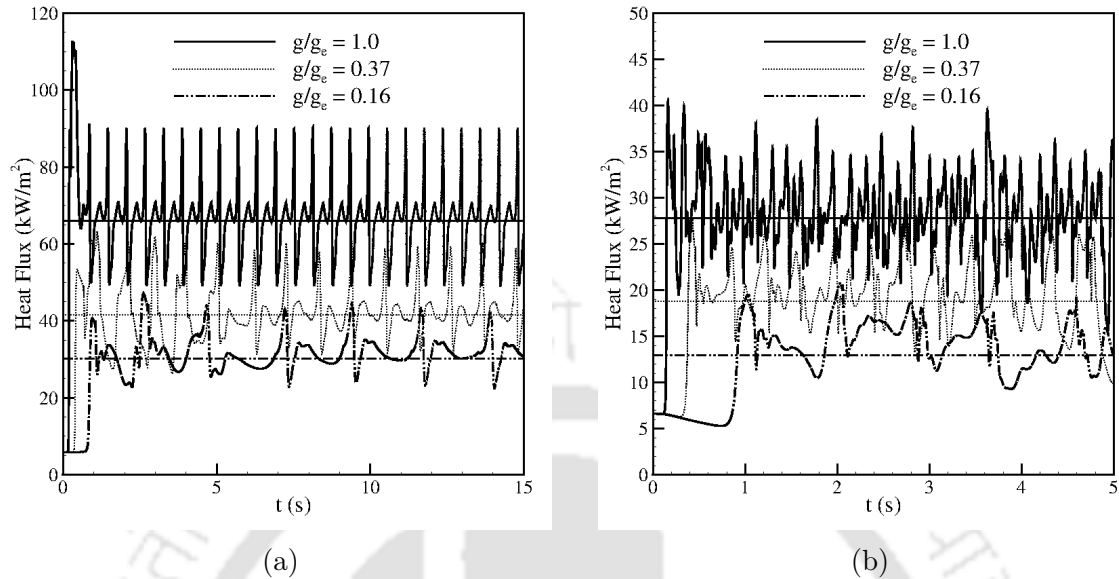 120
100
80
60
40
20
0
Heat Flux (kW/m²)
g/gₑ = 1.0
g/gₑ = 0.37
g/gₑ = 0.16
0 5 10 15
t (s)
(a)
50
45
40
35
30
25
20
15
10
5
0
Heat Flux (kW/m²)
g/gₑ = 1.0
g/gₑ = 0.37
g/gₑ = 0.16
0 1 2 3 4 5
t (s)
(b)